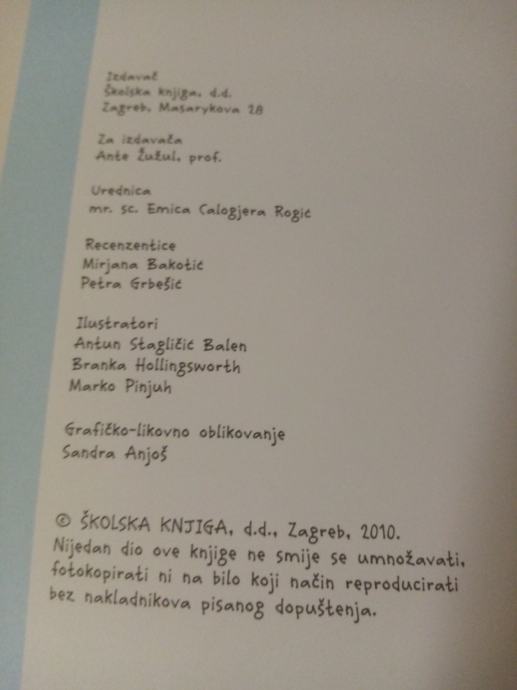 Izdavač
Školska knjiga, d.d.
Zagreb, Masarykova 28
Za izdavača
Ante Žužul, prof.
Urednica
mr. sc. Emica Calogjera Rogić
Recenzentice
Mirjana Bakotić
Petra Grbešić
Ilustratori
Antun Stagličić Balen
Branka Hollingsworth
Marko Pinjuh
Grafičko-likovno oblikovanje
Sandra Anjoš
© ŠKOLSKA KNJIGA, d.d., Zagreb, 2010.
Nijedan dio ove knjige ne smije se umnožavati,
fotokopirati ni na bilo koji način reproducirati
bez nakladnikova pisanog dopuštenja.